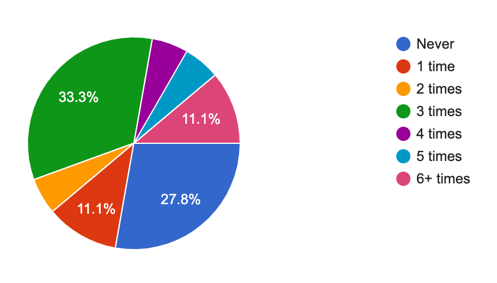 Never
1 time
2 times
3 times
4 times
5 times
6+ times
33.3%
11.1%
11.1%
27.8%